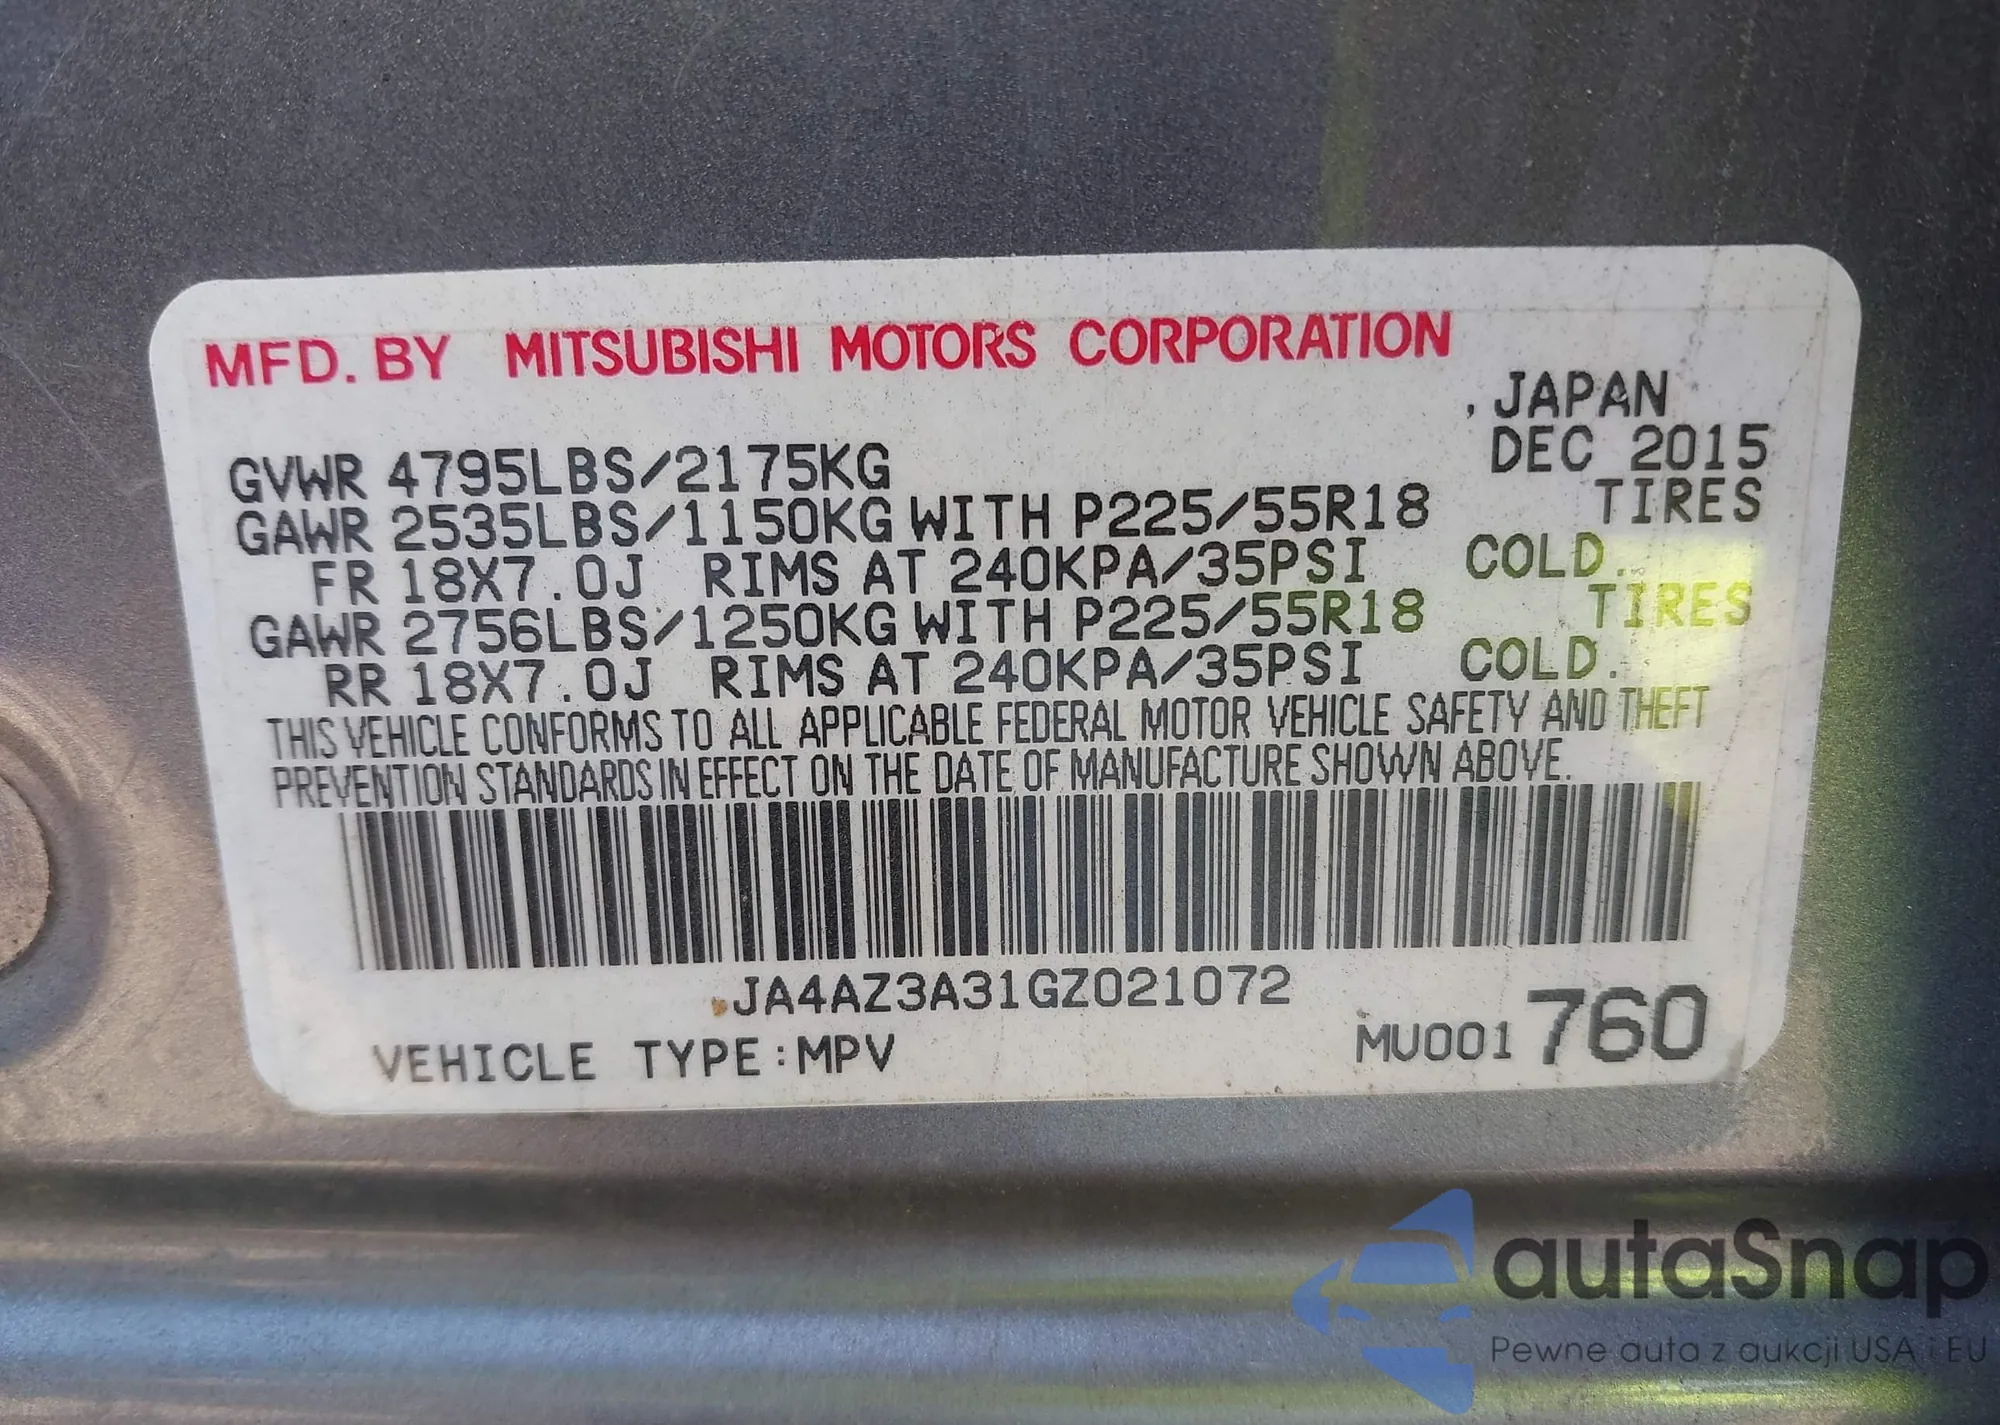 MFD. BY MITSUBISHI MOTORS CORPORATION
, JAPAN
DEC 2015
GVWR 4795LBS/2175KG
GAWR 2535LBS/1150KG WITH P225/55R18 TIRES
FR 18X7.0J RIMS AT 240KPA/35PSI COLD.
GAWR 2756LBS/1250KG WITH P225/55R18 TIRES
RR 18X7.0J RIMS AT 240KPA/35PSI COLD.
THIS VEHICLE CONFORMS TO ALL APPLICABLE FEDERAL MOTOR VEHICLE SAFETY AND THEFT
PREVENTION STANDARDS IN EFFECT ON THE DATE OF MANUFACTURE SHOWN ABOVE.
JA4AZ3A31GZ021072
VEHICLE TYPE:MPV
MU001760
autaSnap
Pewne auta z aukcji USA i EU